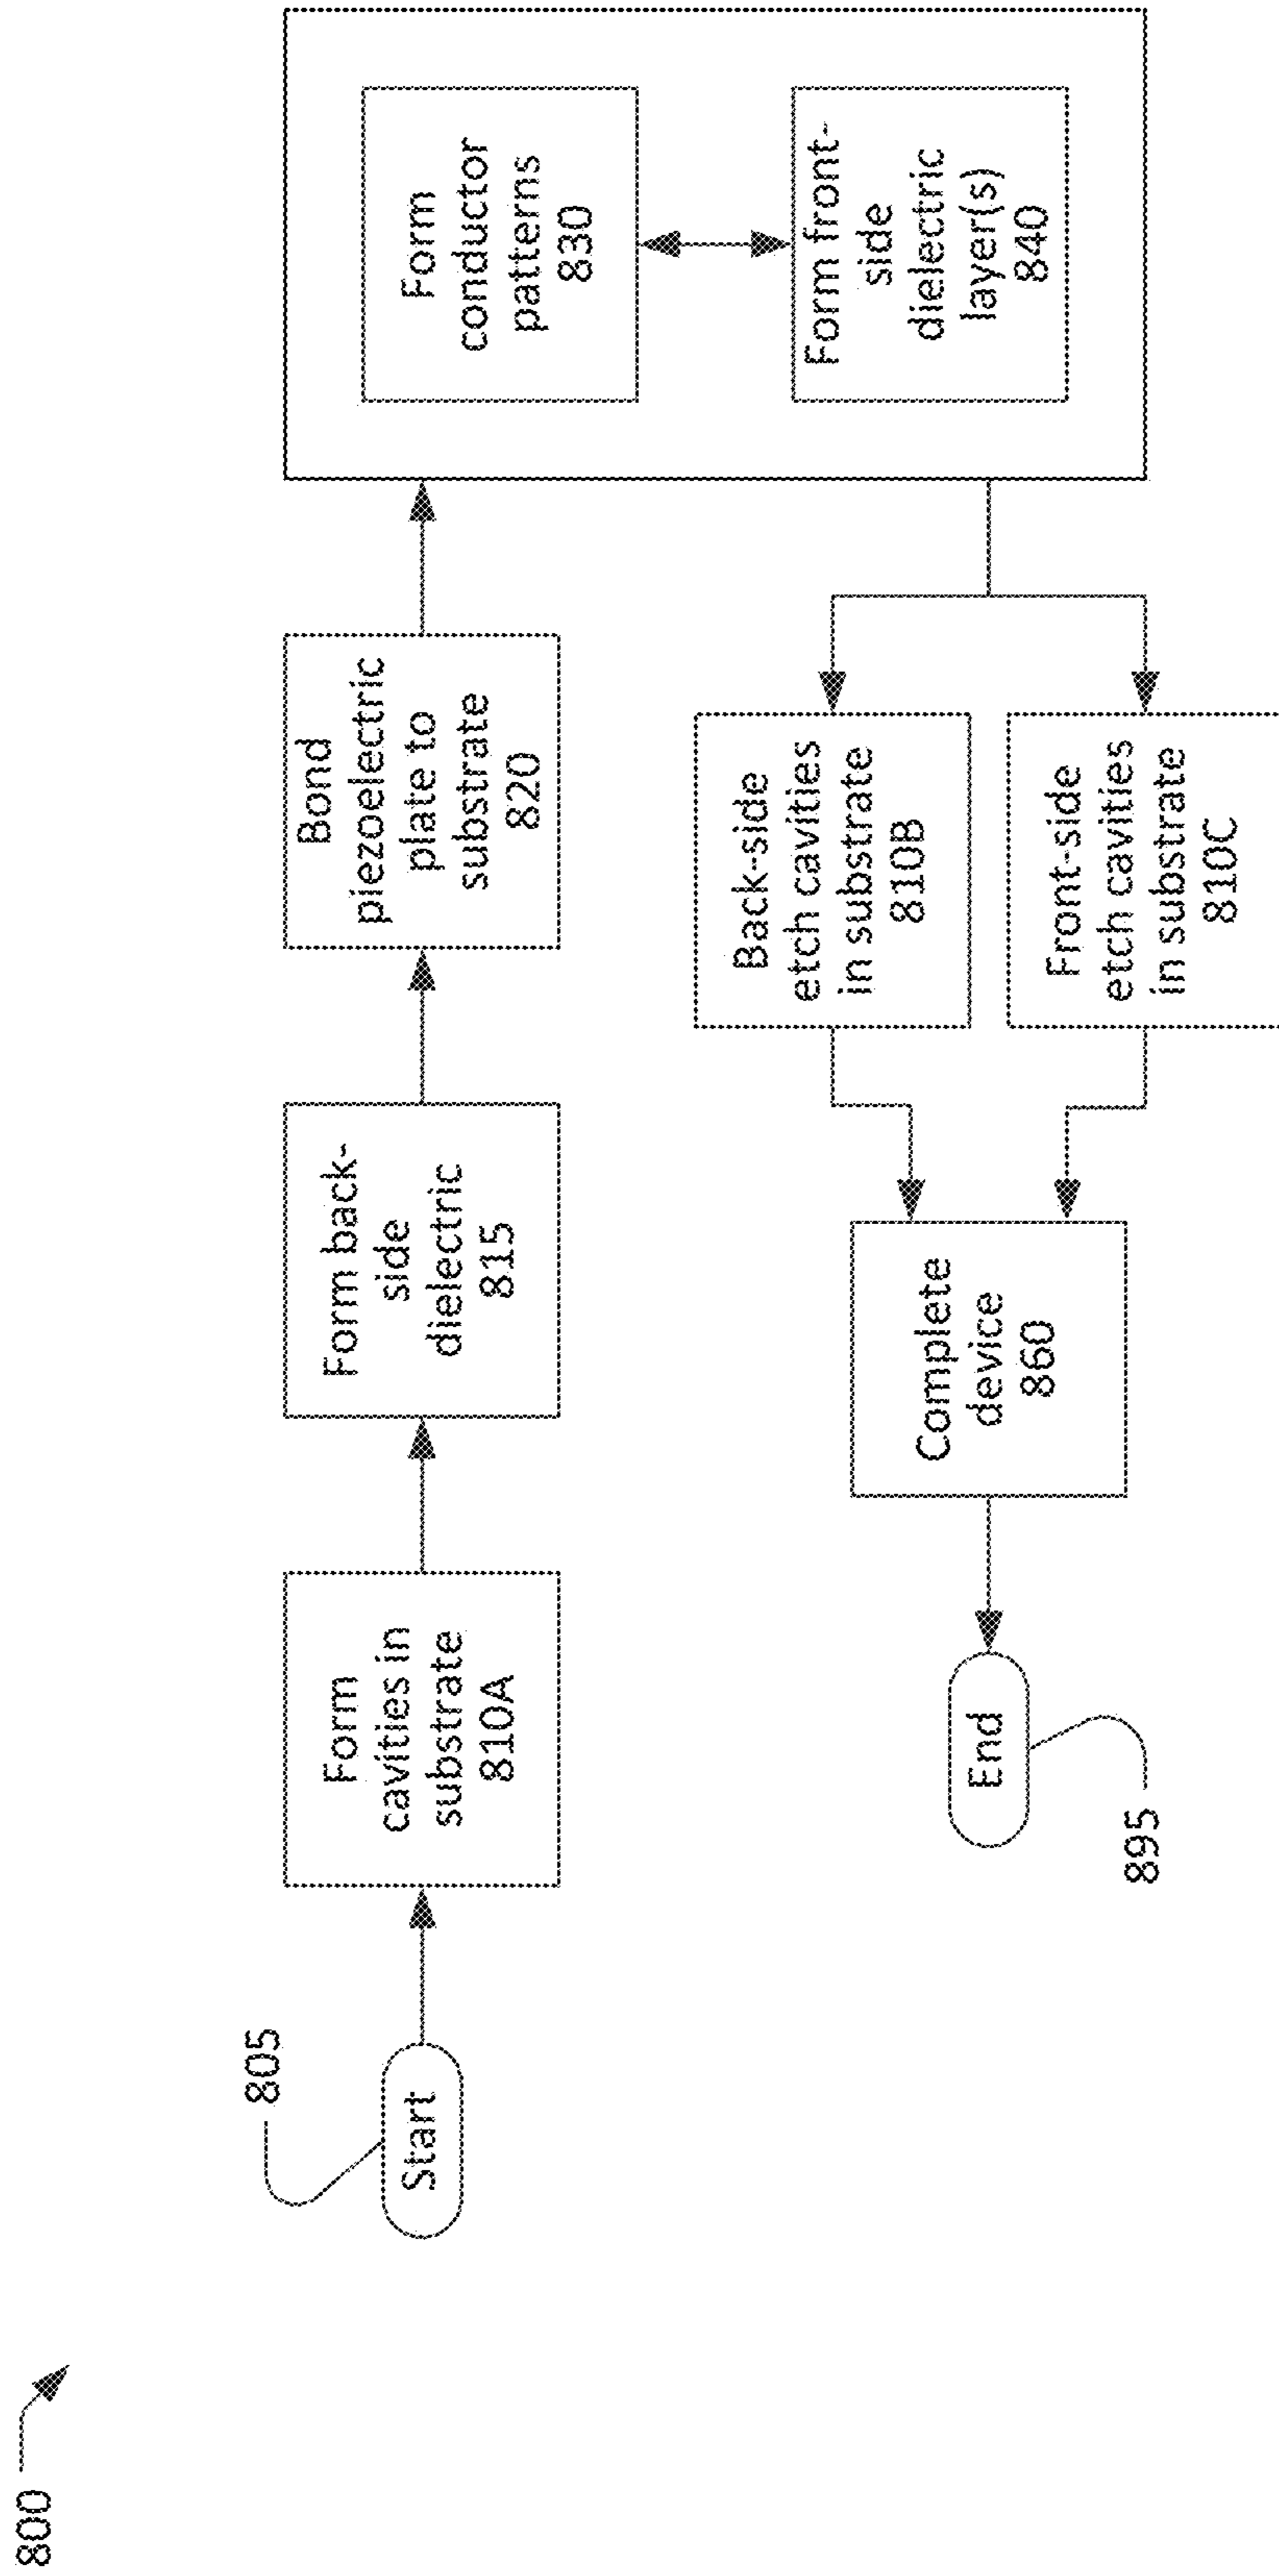 800
805
Start
Form
cavities in
substrate
810A
Form back-
side
dielectric
815
Bond
piezoelectric
plate to
substrate
820
Form
conductor
patterns
830
Form front-
side
dielectric
layer(s)
840
Back-side
etch cavities
in substrate
810B
Front-side
etch cavities
in substrate
810C
Complete
device
860
End
895